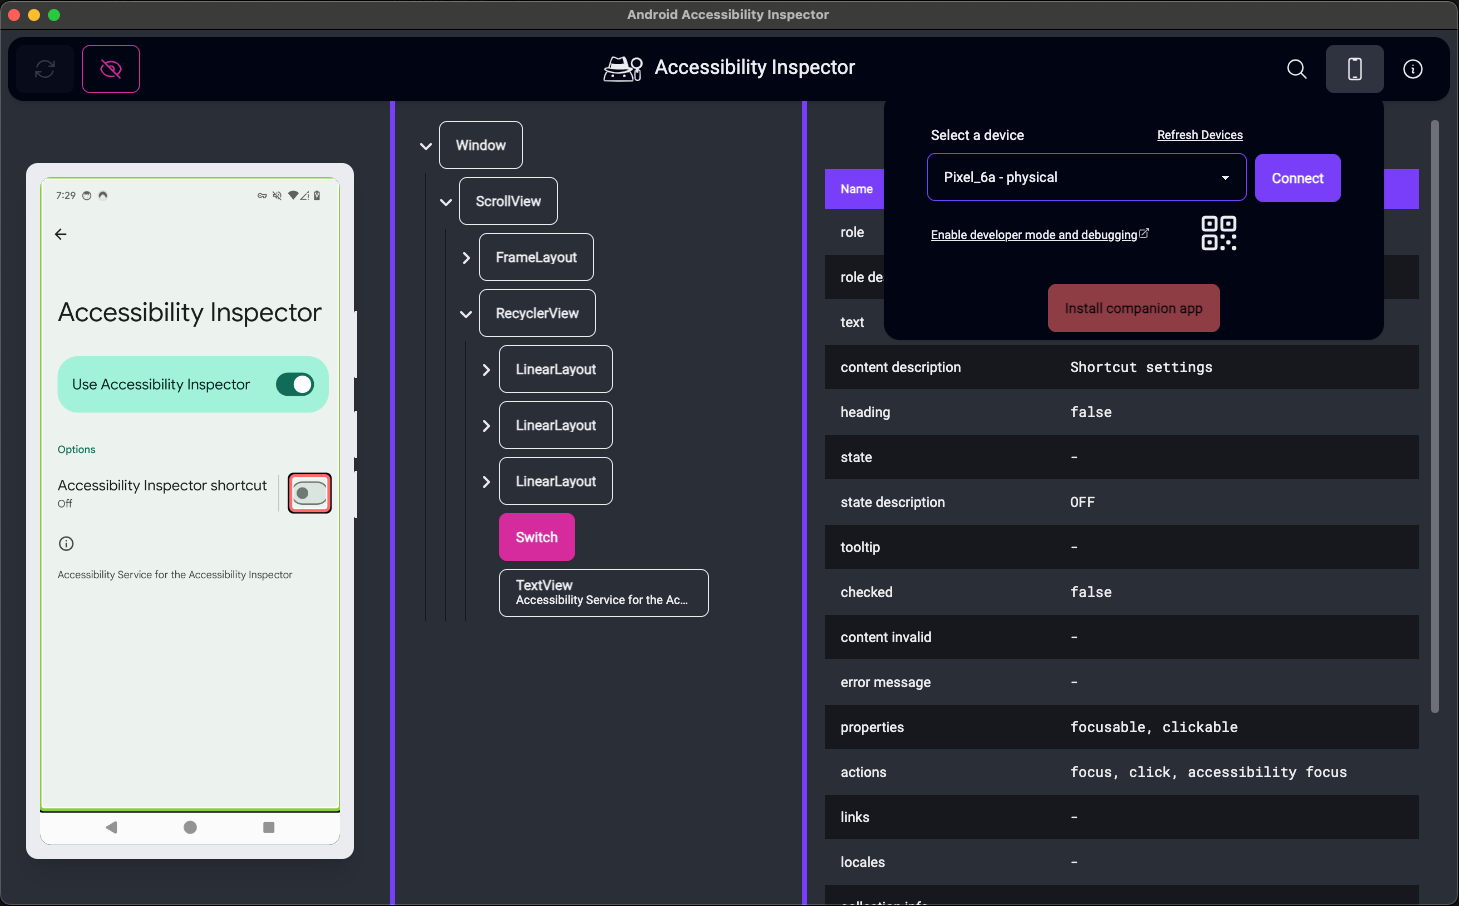 Android Accessibility Inspector
Accessibility Inspector
7:29
Accessibility Inspector
Use Accessibility Inspector
Options
Accessibility Inspector shortcut
Off
Accessibility Service for the Accessibility Inspector
Window
ScrollView
FrameLayout
RecyclerView
LinearLayout
LinearLayout
LinearLayout
Switch
TextView
Accessibility Service for the Ac...
Select a device
Refresh Devices
Pixel_6a - physical
Connect
Enable developer mode and debugging
Install companion app
Name
role
role de
text
content description Shortcut settings
heading false
state -
state description OFF
tooltip -
checked false
content invalid -
error message -
properties focusable, clickable
actions focus, click, accessibility focus
links -
locales -